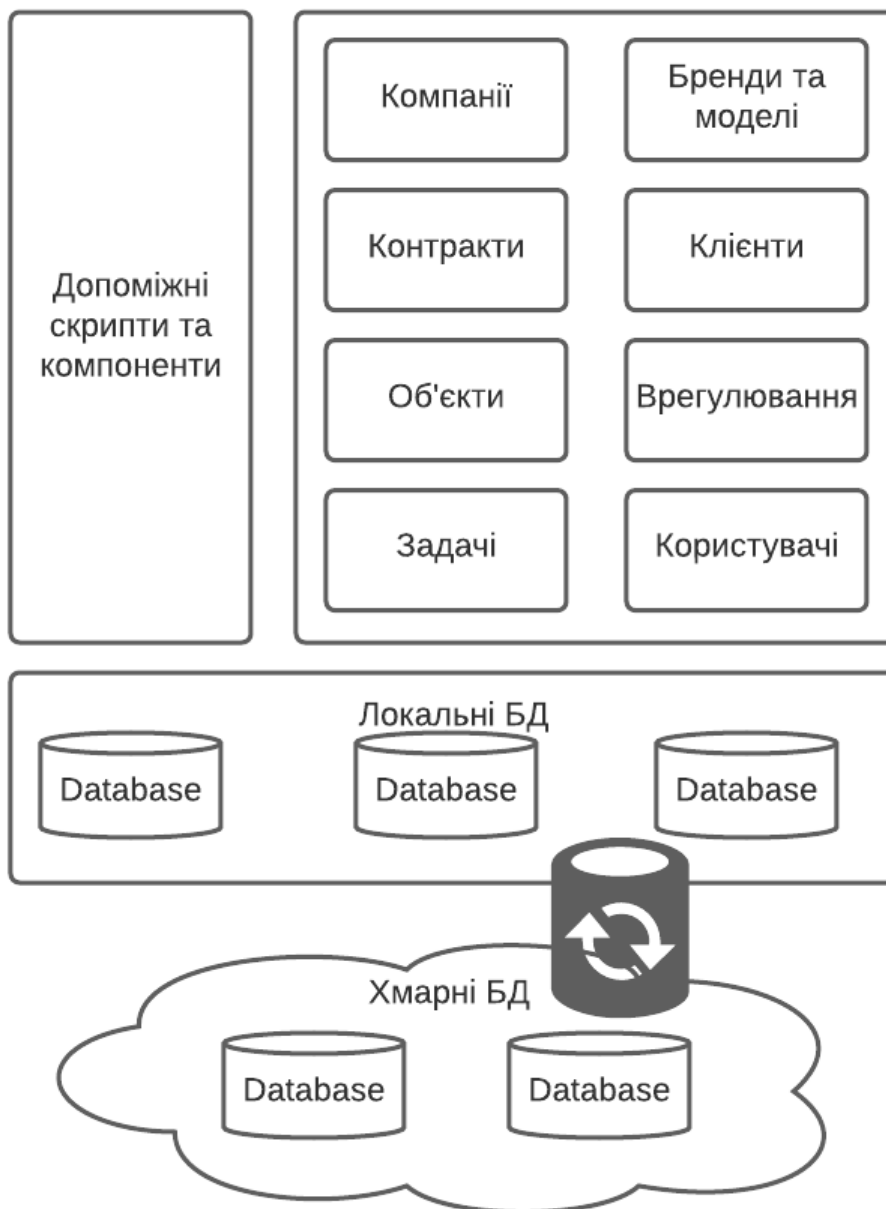 Допоміжні
скрипти та
компоненти
Компанії
Бренди та
моделі
Контракти
Клієнти
Об'єкти
Врегулювання
Задачі
Користувачі
Локальні БД
Database
Database
Database
Хмарні БД
Database
Database